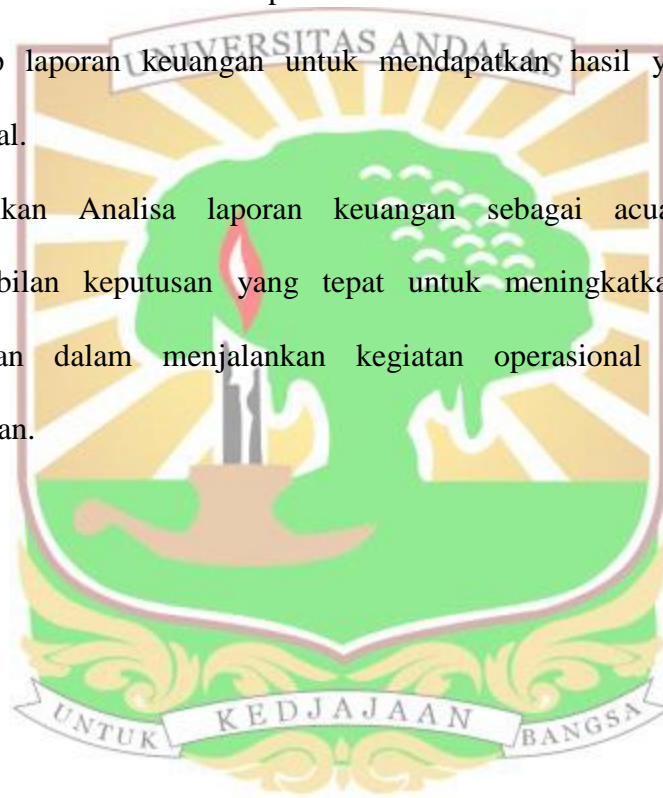 UNIVERSITAS ANDALAS
laporan keuangan untuk mendapatkan hasil
al.
kan Analisa laporan keuangan sebagai acua
bilan keputusan yang tepat untuk meningkatka
an dalam menjalankan kegiatan operasional
an.
UNTUK KEDJAJAAN BANGSA